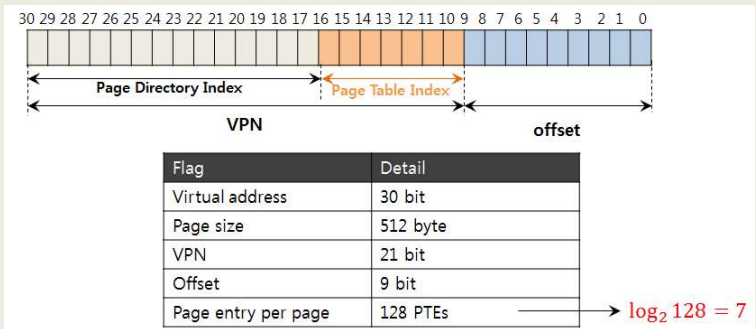 30 29 28 27 26 25 24 23 22 21 20 19 18 17 16 15 14 13 12 11 10 9 8 7 6 5 4 3 2 1 0
Page Directory Index Page Table Index
VPN offset
Flag Detail
Virtual address 30 bit
Page size 512 byte
VPN 21 bit
Offset 9 bit
Page entry per page 128 PTEs log₂ 128 = 7